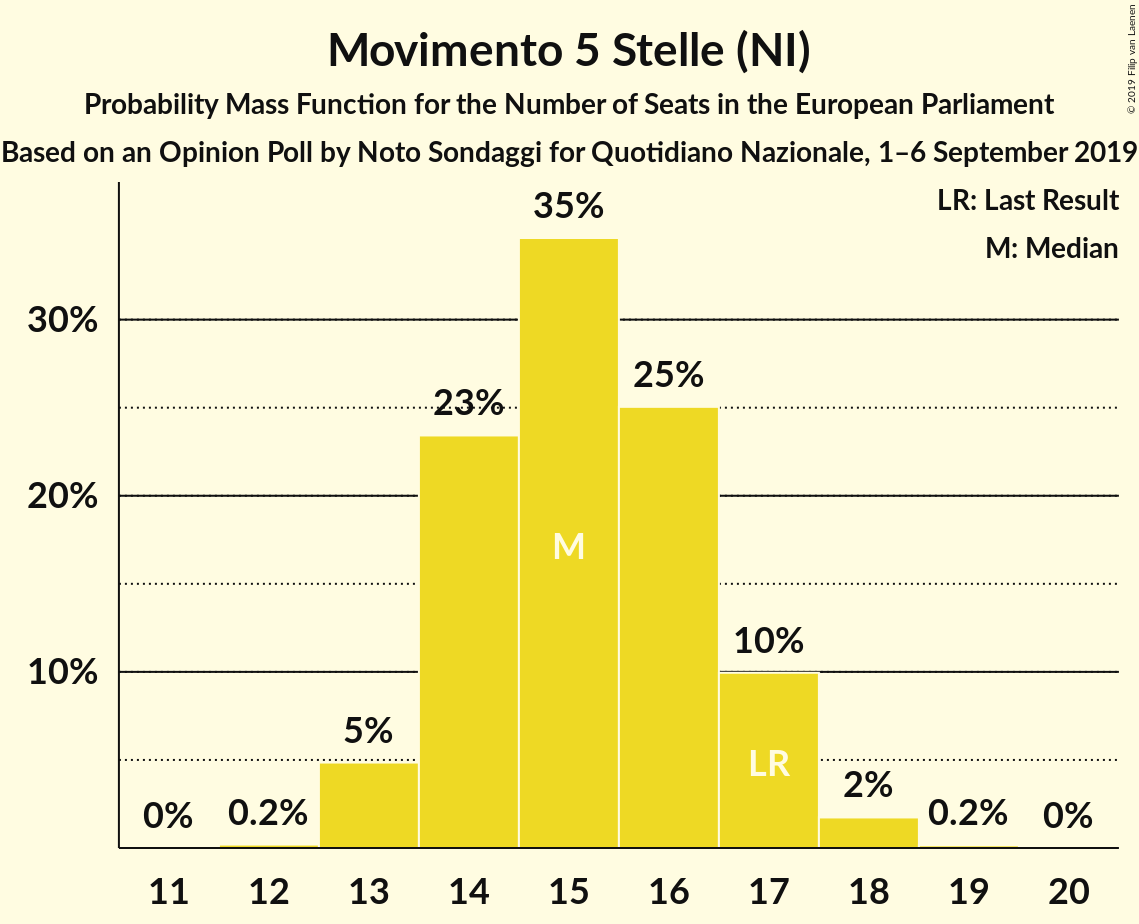 Movimento 5 Stelle (NI)
Probability Mass Function for the Number of Seats in the European Parliament
Based on an Opinion Poll by Noto Sondaggi for Quotidiano Nazionale, 1–6 September 2019
© 2019 Filip van Laenen
LR: Last Result
M: Median
35%
30%
25%
23%
20%
M
10%
10%
5%
LR
2%
0%
0.2%
0.2%
0%
11
12
13
14
15
16
17
18
19
20